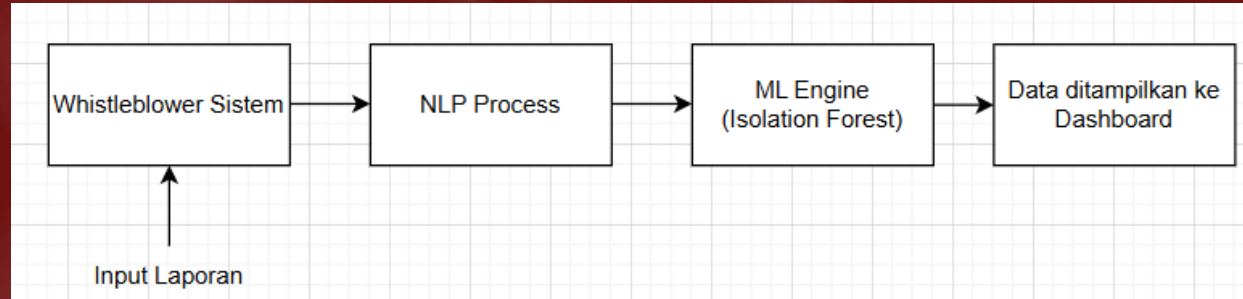 Whistleblower Sistem
NLP Process
ML Engine
(Isolation Forest)
Data ditampilkan ke
Dashboard
Input Laporan